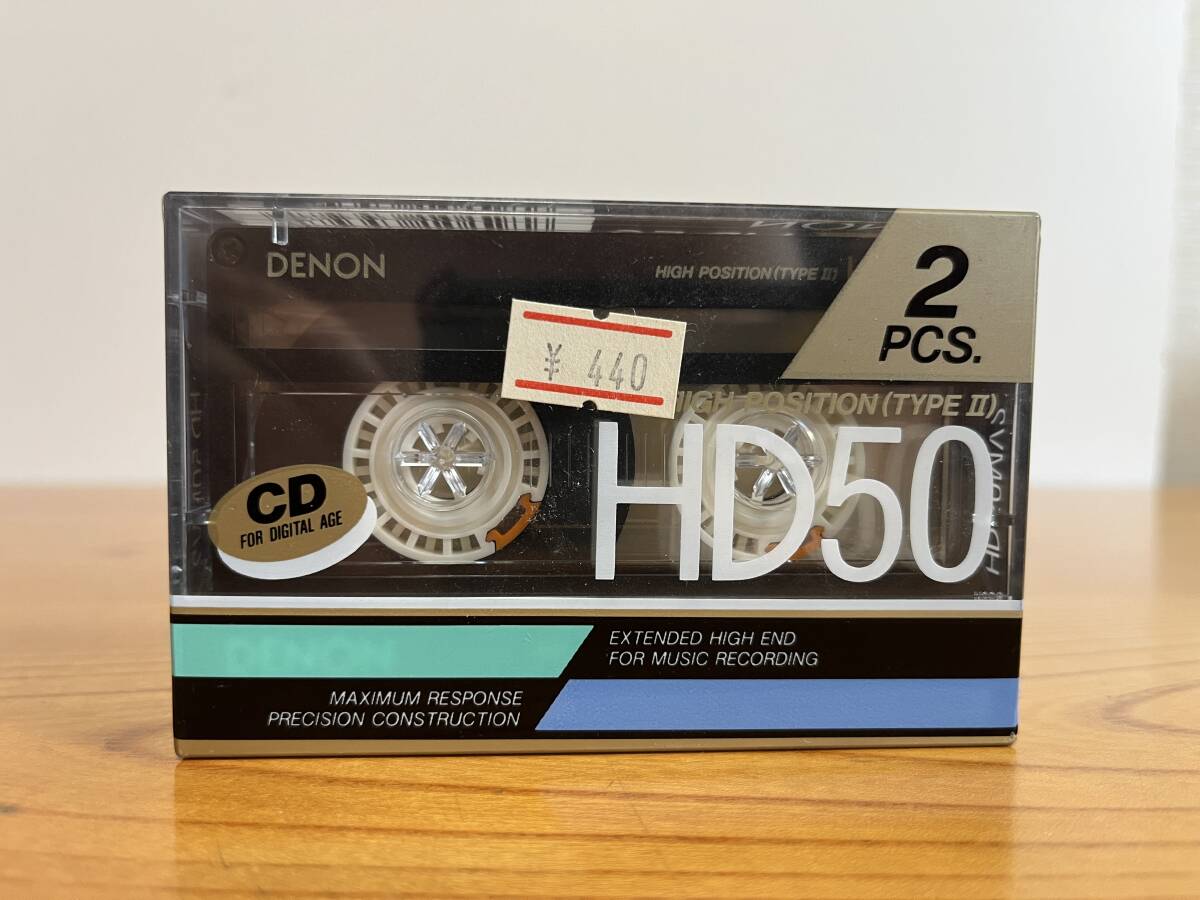 DENON
HIGH POSITION (TYPE II)
2
PCS.
¥ 440
HIGH POSITION (TYPE II)
HD50
CD
FOR DIGITAL AGE
EXTENDED HIGH END
FOR MUSIC RECORDING
MAXIMUM RESPONSE
PRECISION CONSTRUCTION